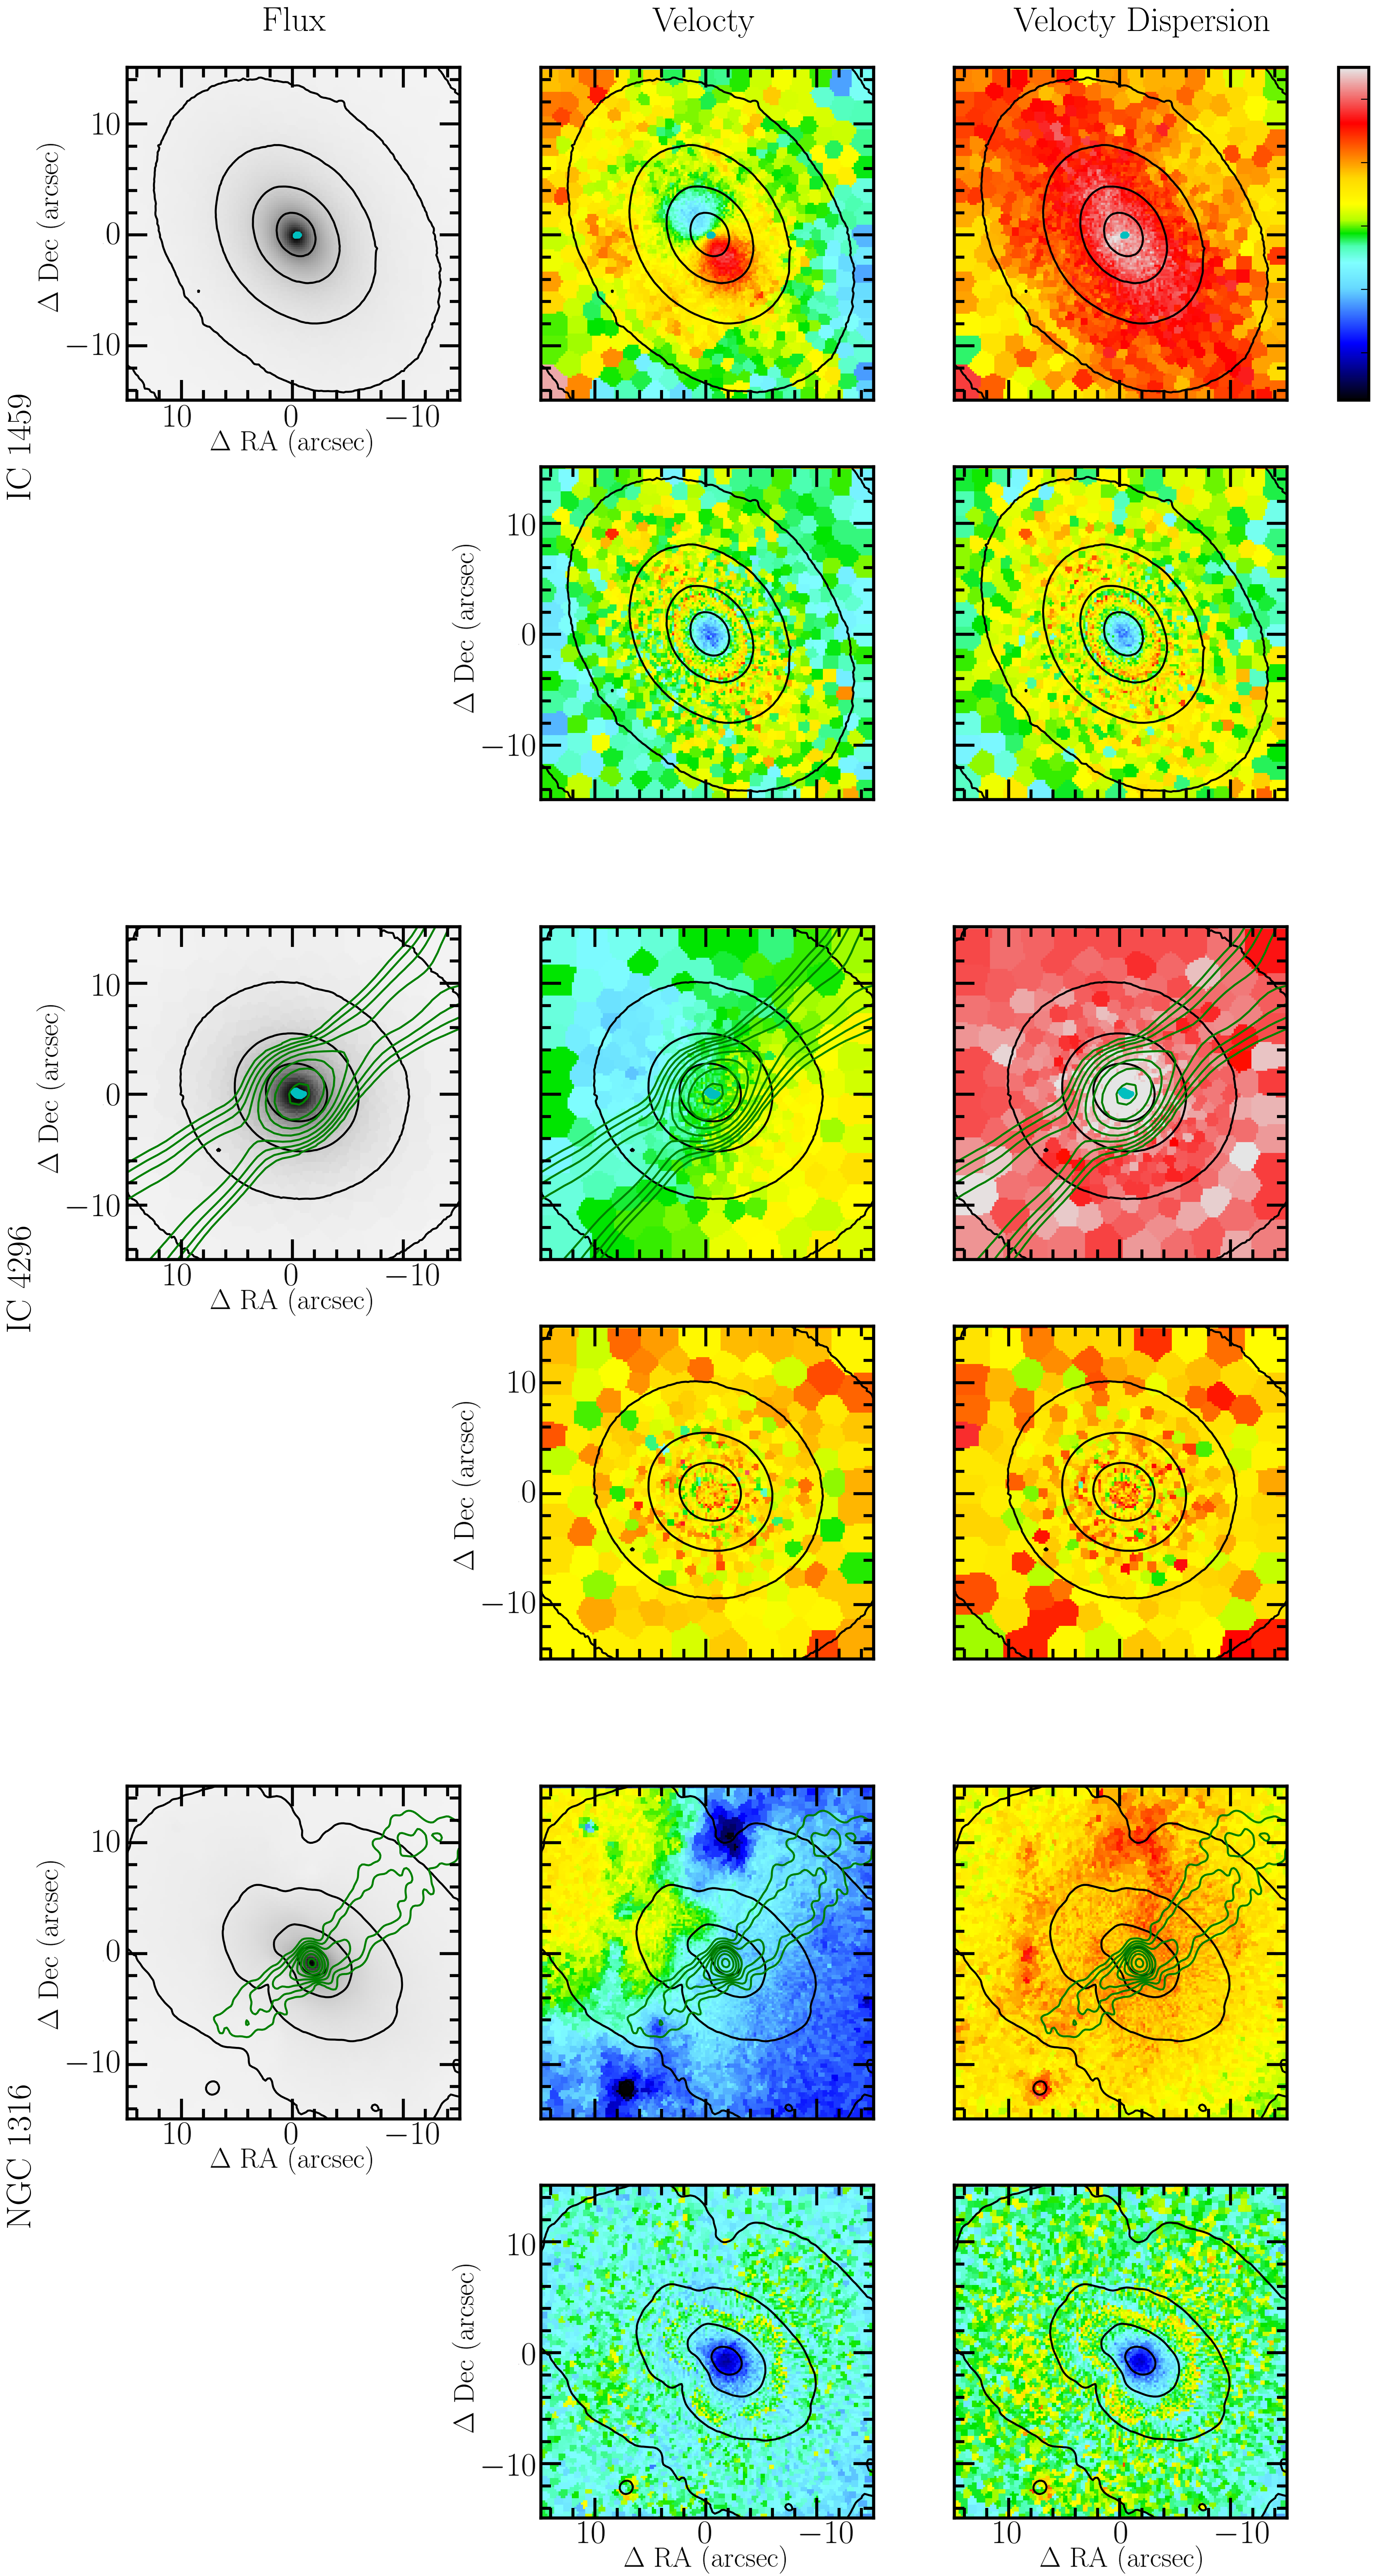 Flux
Velocty
Velocty Dispersion
IC 1459
Δ Dec (arcsec)
10
0
−10
10 0 −10
Δ RA (arcsec)
Δ Dec (arcsec)
10
0
−10
IC 4296
Δ Dec (arcsec)
10
0
−10
10 0 −10
Δ RA (arcsec)
Δ Dec (arcsec)
10
0
−10
NGC 1316
Δ Dec (arcsec)
10
0
−10
10 0 −10
Δ RA (arcsec)
Δ Dec (arcsec)
10
0
−10
10 0 −10
Δ RA (arcsec)
10 0 −10
Δ RA (arcsec)